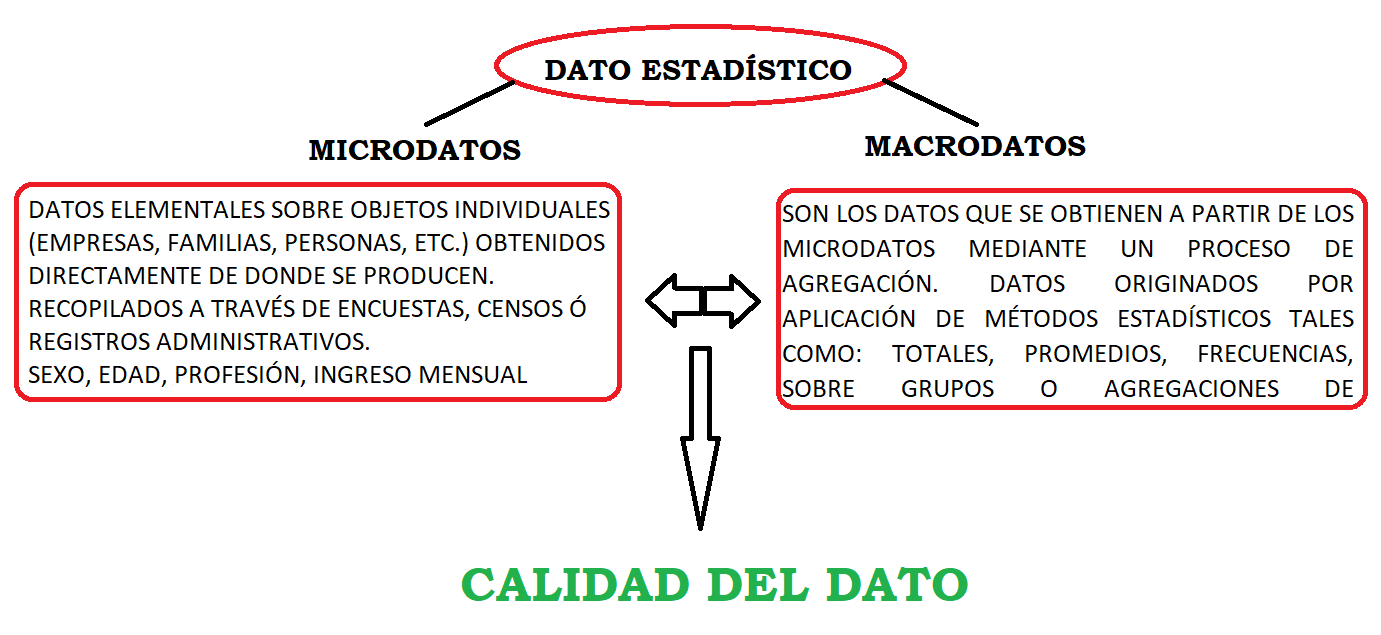 DATO ESTADÍSTICO
MICRODATOS
MACRODATOS
DATOS ELEMENTALES SOBRE OBJETOS INDIVIDUALES
(EMPRESAS, FAMILIAS, PERSONAS, ETC.) OBTENIDOS
DIRECTAMENTE DE DONDE SE PRODUCEN.
RECOPILADOS A TRAVÉS DE ENCUESTAS, CENSOS Ó
REGISTROS ADMINISTRATIVOS.
SEXO, EDAD, PROFESIÓN, INGRESO MENSUAL
SON LOS DATOS QUE SE OBTIENEN A PARTIR DE LOS
MICRODATOS MEDIANTE UN PROCESO DE
AGREGACIÓN. DATOS ORIGINADOS POR
APLICACIÓN DE MÉTODOS ESTADÍSTICOS TALES
COMO: TOTALES, PROMEDIOS, FRECUENCIAS,
SOBRE GRUPOS O AGREGACIONES DE
CALIDAD DEL DATO